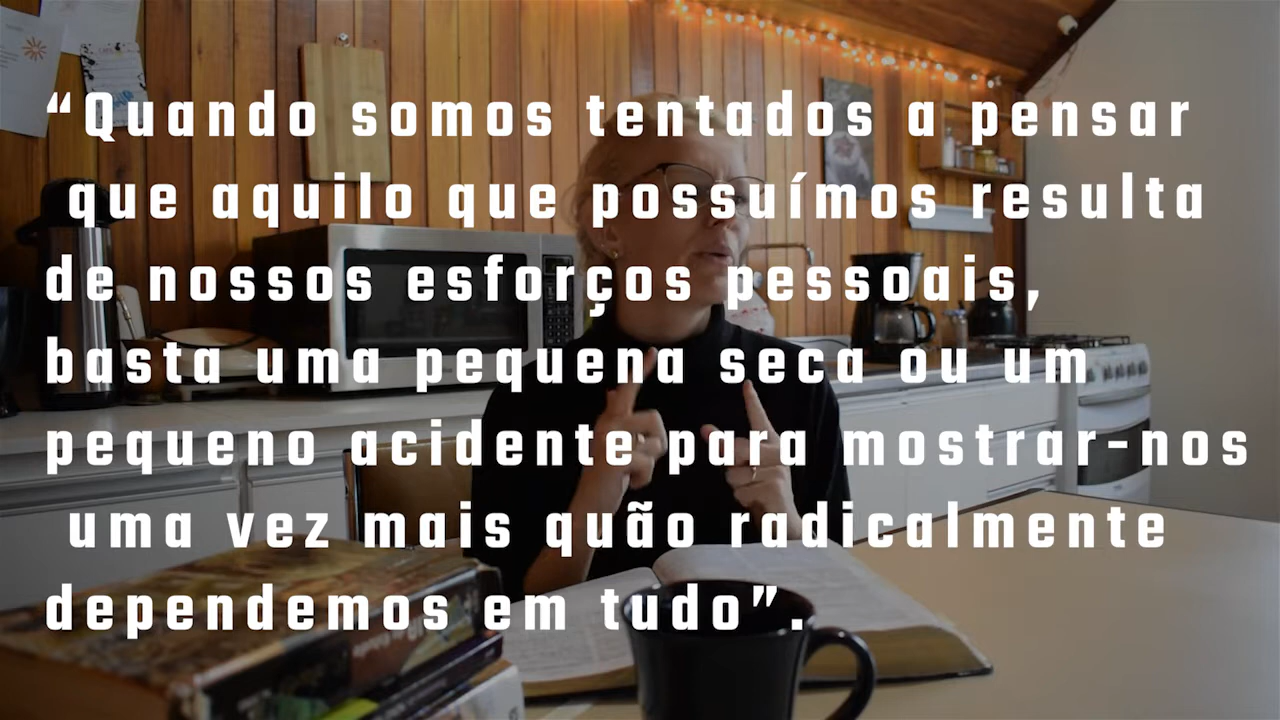 “Quando somos tentados a pensar
que aquilo que possuímos resulta
de nossos esforços pessoais,
basta uma pequena seca ou um
pequeno acidente para mostrar-nos
uma vez mais quão radicalmente
dependemos em tudo”.